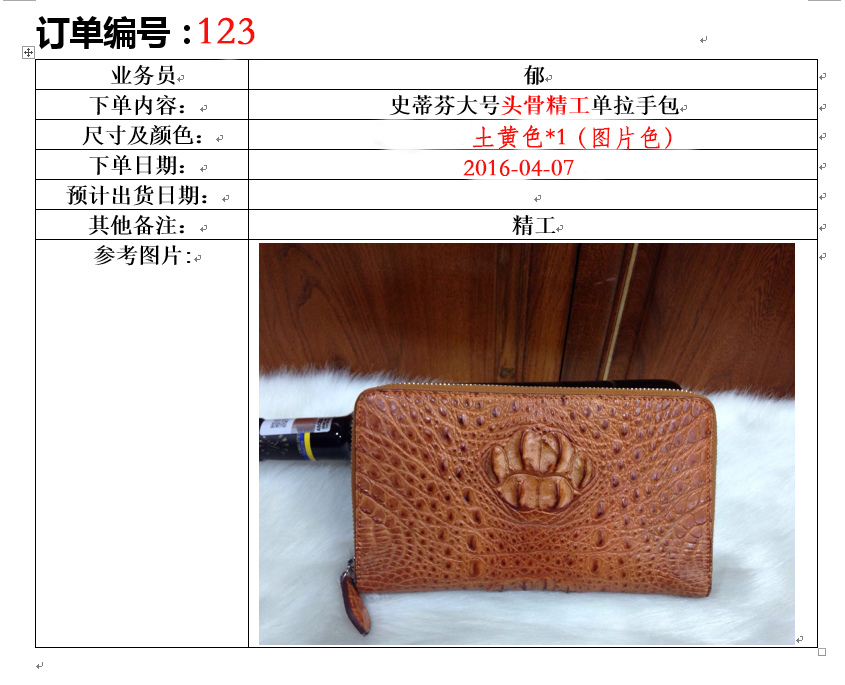 订单编号：123
业务员 郁
下单内容： 史蒂芬大号头骨精工单拉手包
尺寸及颜色： 土黄色*1（图片色）
下单日期： 2016-04-07
预计出货日期：
其他备注： 精工
参考图片: